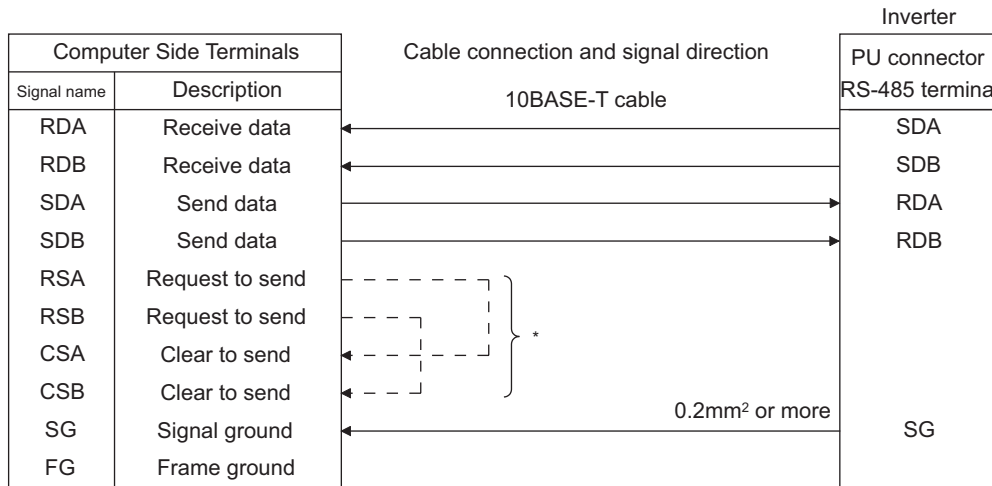 Inverter
Computer Side Terminals Cable connection and signal direction PU connector
Signal name Description 10BASE-T cable RS-485 termina
RDA Receive data SDA
RDB Receive data SDB
SDA Send data RDA
SDB Send data RDB
RSA Request to send
RSB Request to send *
CSA Clear to send
CSB Clear to send
0.2mm² or more
SG Signal ground SG
FG Frame ground